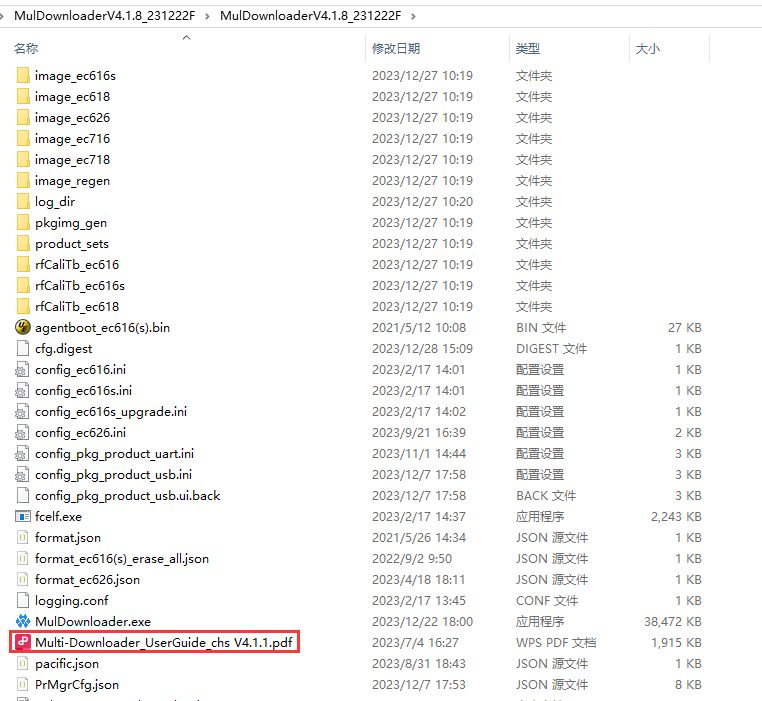 MulDownloaderV4.1.8_231222F > MulDownloaderV4.1.8_231222F >
名称 修改日期 类型 大小
image_ec616s 2023/12/27 10:19 文件夹
image_ec618 2023/12/27 10:19 文件夹
image_ec626 2023/12/27 10:19 文件夹
image_ec716 2023/12/27 10:19 文件夹
image_ec718 2023/12/27 10:19 文件夹
image_regen 2023/12/27 10:19 文件夹
log_dir 2023/12/27 10:20 文件夹
pkgimg_gen 2023/12/27 10:19 文件夹
product_sets 2023/12/27 10:19 文件夹
rfCaliTb_ec616 2023/12/27 10:19 文件夹
rfCaliTb_ec616s 2023/12/27 10:19 文件夹
rfCaliTb_ec618 2023/12/27 10:19 文件夹
agentboot_ec616(s).bin 2021/5/12 10:08 BIN 文件 27 KB
cfg.digest 2023/12/28 15:09 DIGEST 文件 1 KB
config_ec616.ini 2023/2/17 14:01 配置设置 1 KB
config_ec616s.ini 2023/2/17 14:01 配置设置 1 KB
config_ec616s_upgrade.ini 2023/2/17 14:02 配置设置 1 KB
config_ec626.ini 2023/9/21 16:39 配置设置 2 KB
config_pkg_product_uart.ini 2023/11/1 14:44 配置设置 3 KB
config_pkg_product_usb.ini 2023/12/7 17:58 配置设置 3 KB
config_pkg_product_usb.ui.back 2023/12/7 17:58 BACK 文件 3 KB
fcelf.exe 2023/2/17 14:37 应用程序 2,243 KB
format.json 2021/5/26 14:34 JSON 源文件 1 KB
format_ec616(s)_erase_all.json 2022/9/2 9:50 JSON 源文件 1 KB
format_ec626.json 2023/4/18 18:11 JSON 源文件 1 KB
logging.conf 2023/2/17 13:45 CONF 文件 1 KB
MulDownloader.exe 2023/12/22 18:00 应用程序 38,472 KB
Multi-Downloader_UserGuide_chs V4.1.1.pdf 2023/7/4 16:27 WPS PDF 文档 1,915 KB
pacific.json 2023/8/31 18:43 JSON 源文件 1 KB
PrMgrCfg.json 2023/12/7 17:53 JSON 源文件 8 KB